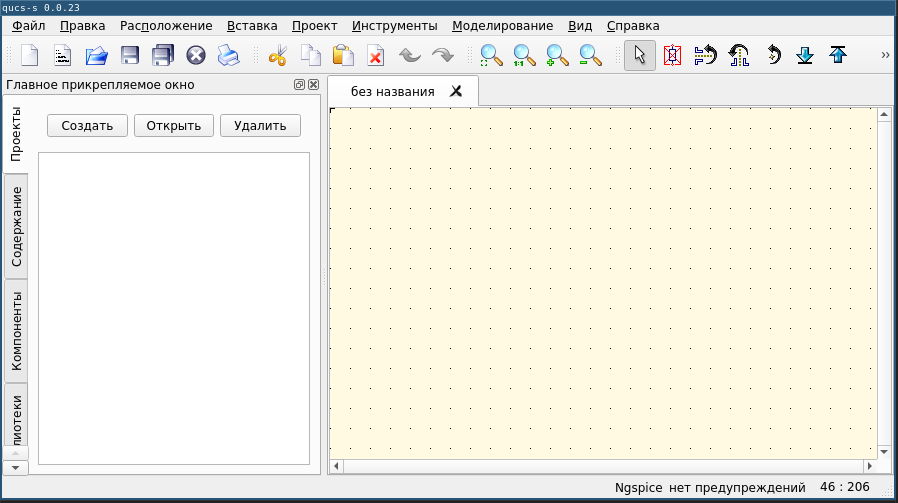 qucs-s 0.0.23
Файл Правка Расположение Вставка Проект Инструменты Моделирование Вид Справка
Главное прикрепляемое окно
без названия
Проекты
Создать Открыть Удалить
Содержание
Компоненты
лиотеки
Ngspice нет предупреждений 46 : 206